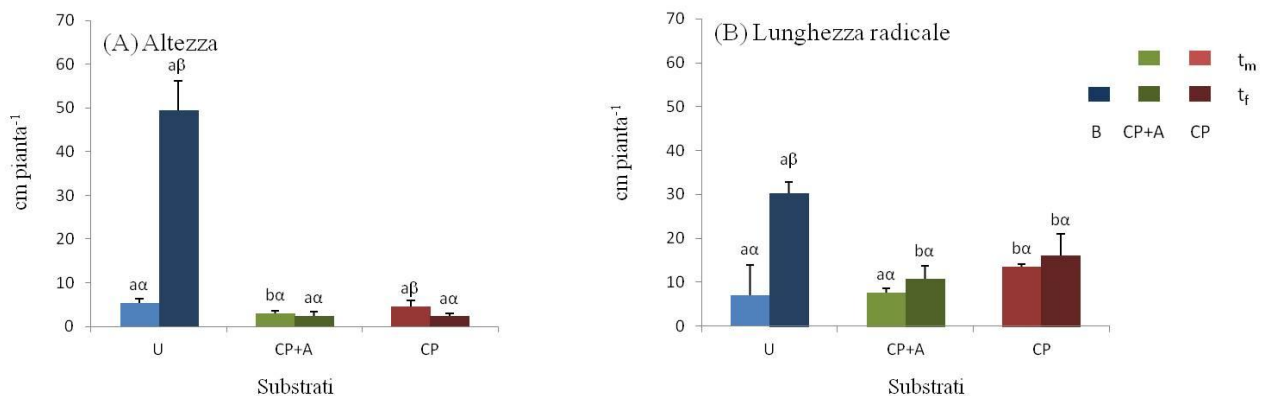 (A) Altezza
70
60
50
40
30
20
10
0
cm pianta-1
aα
aβ
bα
aα
aβ
aα
U
CP+A
CP
Substrati
(B) Lunghezza radicale
70
60
50
40
30
20
10
0
cm pianta-1
aα
aβ
aα
bα
bα
bα
U
CP+A
CP
Substrati
tm
tf
B CP+A CP